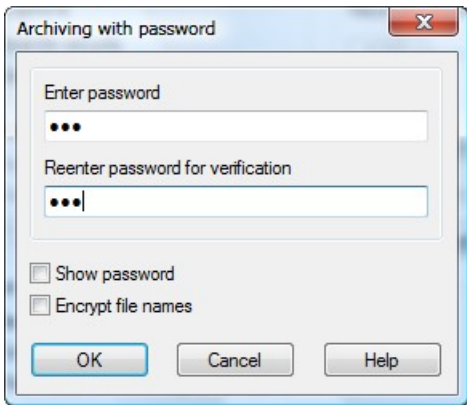 Archiving with password
Enter password
•••
Reenter password for verification
•••
Show password
Encrypt file names
OK
Cancel
Help